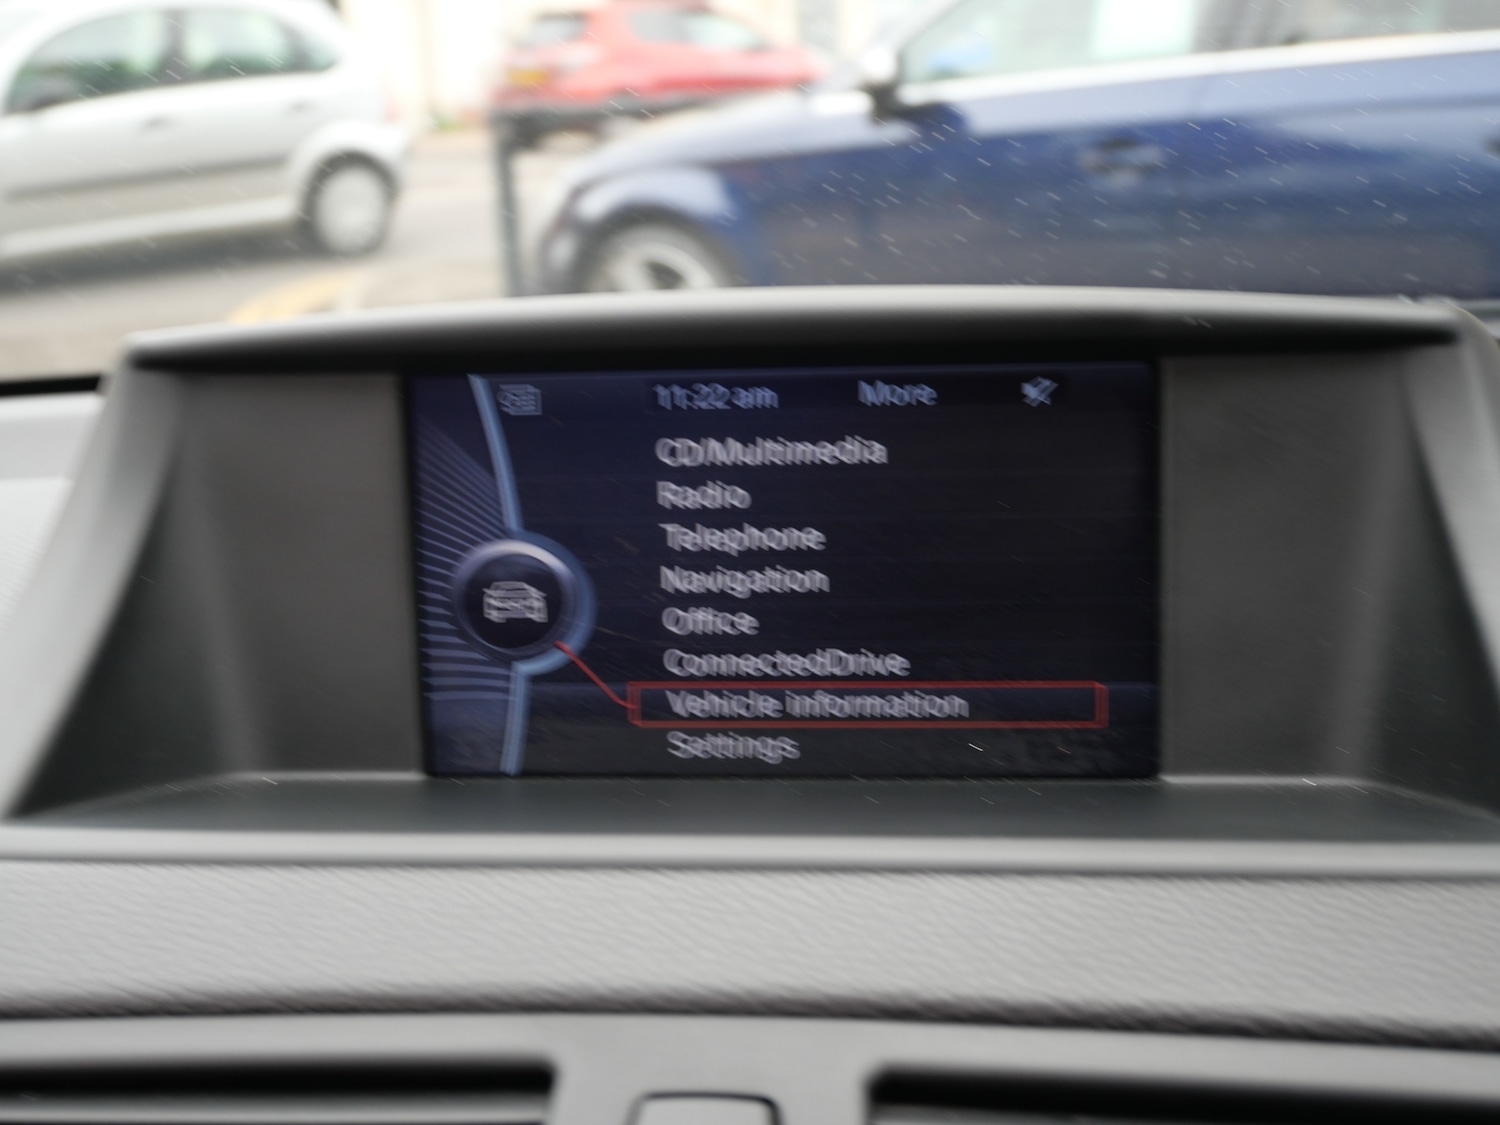 11:22 am More
CD/Multimedia
Radio
Telephone
Navigation
Office
ConnectedDrive
Vehicle information
Settings